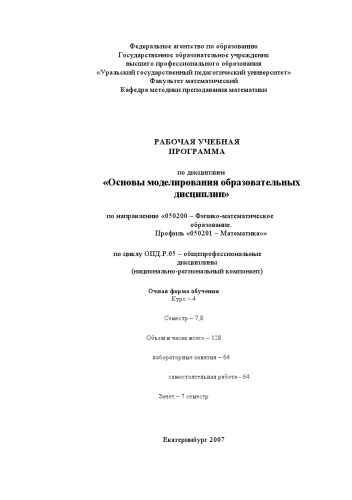 Федеральное агентство по образованию
Государственное образовательное учреждение
высшего профессионального образования
«Уральский государственный педагогический университет»
Факультет математический
Кафедра методики преподавания математики
РАБОЧАЯ УЧЕБНАЯ
ПРОГРАММА
по дисциплине
«Основы моделирования образовательных
дисциплин»
по направлению «050200 – Физико-математическое
образование.
Профиль «050201 – Математика»»
по циклу ОПД.Р.05 – общепрофессиональные
дисциплины
(национально-региональный компонент)
Очная форма обучения
Курс – 4
Семестр – 7,8
Объем в часах всего – 128
лабораторные занятия – 64
самостоятельная работа - 64
Зачет – 7 семестр
Екатеринбург 2007